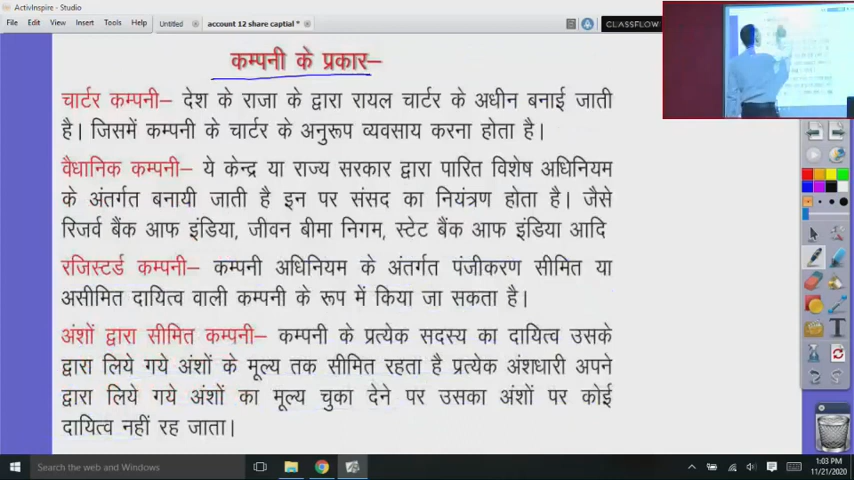 ActivInspire - Studio
File Edit View Insert Tools Help Untitled account 12 share captial * CLASSFLOW
कम्पनी के प्रकार–
चार्टर कम्पनी– देश के राजा के द्वारा रायल चार्टर के अधीन बनाई जाती
है। जिसमें कम्पनी के चार्टर के अनुरूप व्यवसाय करना होता है।
वैधानिक कम्पनी– ये केन्द्र या राज्य सरकार द्वारा पारित विशेष अधिनियम
के अंतर्गत बनायी जाती है इन पर संसद का नियंत्रण होता है। जैसे
रिजर्व बैंक आफ इंडिया, जीवन बीमा निगम, स्टेट बैंक आफ इंडिया आदि
रजिस्टर्ड कम्पनी– कम्पनी अधिनियम के अंतर्गत पंजीकरण सीमित या
असीमित दायित्व वाली कम्पनी के रूप में किया जा सकता है।
अंशों द्वारा सीमित कम्पनी– कम्पनी के प्रत्येक सदस्य का दायित्व उसके
द्वारा लिये गये अंशों के मूल्य तक सीमित रहता है प्रत्येक अंशधारी अपने
द्वारा लिये गये अंशों का मूल्य चुका देने पर उसका अंशों पर कोई
दायित्व नहीं रह जाता।
Search the web and Windows
1:03 PM
11/21/2020